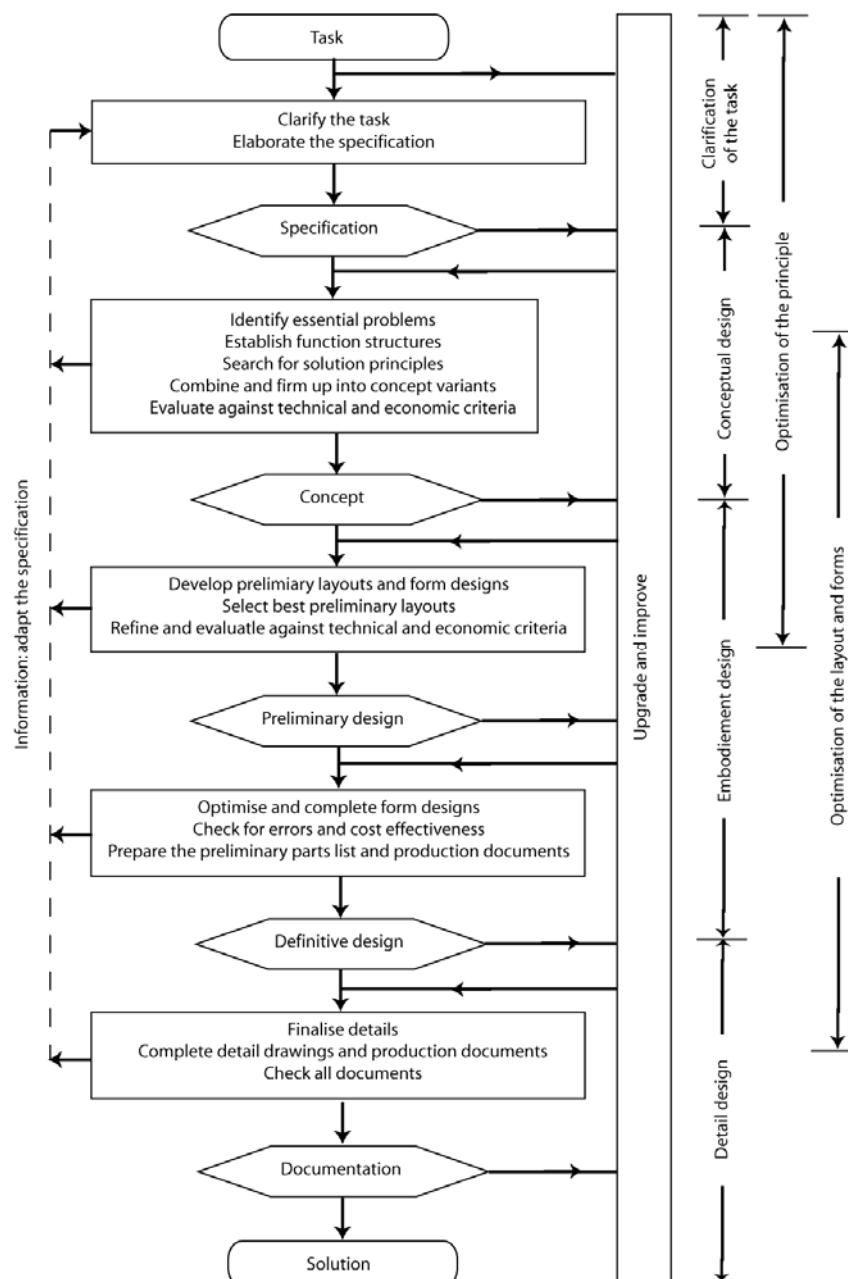 Task
Clarify the task
Elaborate the specification
Specification
Identify essential problems
Establish function structures
Search for solution principles
Combine and firm up into concept variants
Evaluate against technical and economic criteria
Concept
Develop prelimiary layouts and form designs
Select best preliminary layouts
Refine and evaluatle against technical and economic criteria
Preliminary design
Optimise and complete form designs
Check for errors and cost effectiveness
Prepare the preliminary parts list and production documents
Definitive design
Finalise details
Complete detail drawings and production documents
Check all documents
Documentation
Solution
Information: adapt the specification
Upgrade and improve
Clarification
of the task
Conceptual design
Embodiement design
Detail design
Optimisation of the principle
Optimisation of the layout and forms